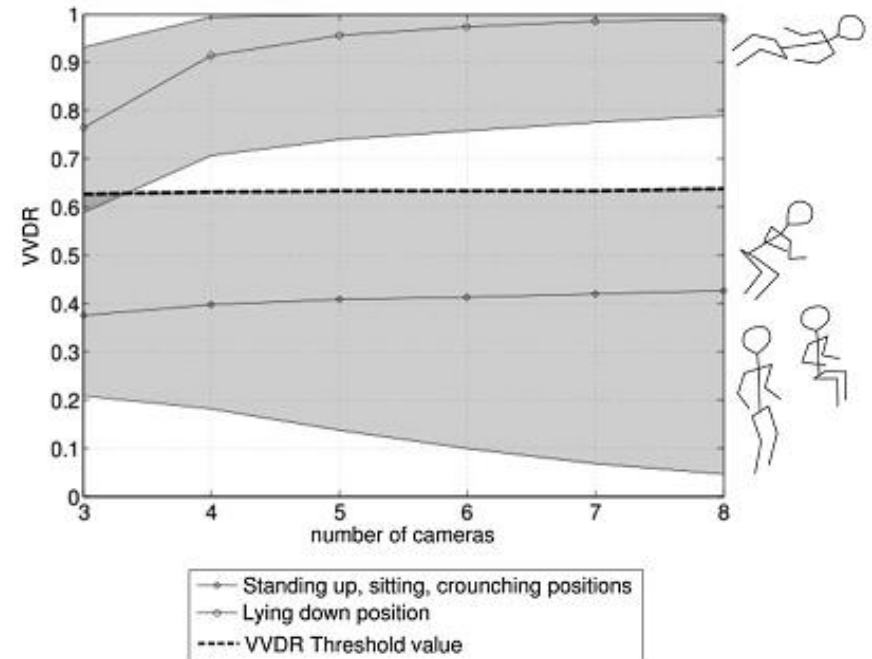 1
0.9
0.8
0.7
0.6
0.5
0.4
0.3
0.2
0.1
0
VVDR
3 4 5 6 7 8
number of cameras
Standing up, sitting, crounching positions
Lying down position
VVDR Threshold value